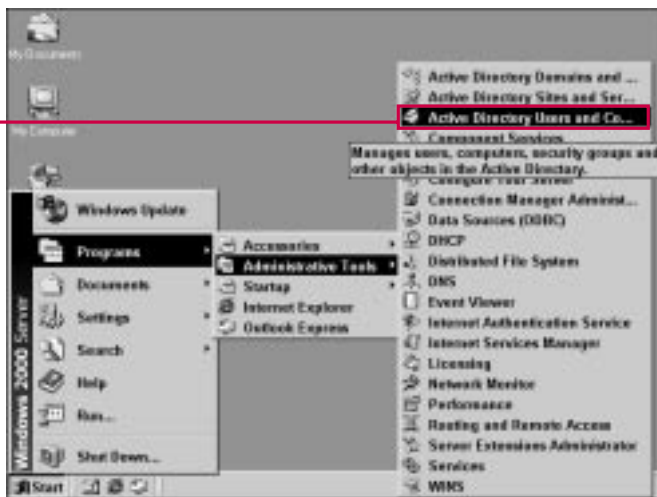 My Documents
My Computer
Windows Update
Programs
Documents
Settings
Search
Help
Run...
Shut Down...
Windows 2000 Server
Start
Accessories
Administrative Tools
Startup
Internet Explorer
Outlook Express
Active Directory Domains and ...
Active Directory Sites and Ser...
Active Directory Users and Co...
Component Services
Manages users, computers, security groups and
other objects in the Active Directory.
Configure Your Server
Connection Manager Administ...
Data Sources (ODBC)
DHCP
Distributed File System
DNS
Event Viewer
Internet Authentication Service
Internet Services Manager
Licensing
Network Monitor
Performance
Routing and Remote Access
Server Extensions Administrator
Services
WINS